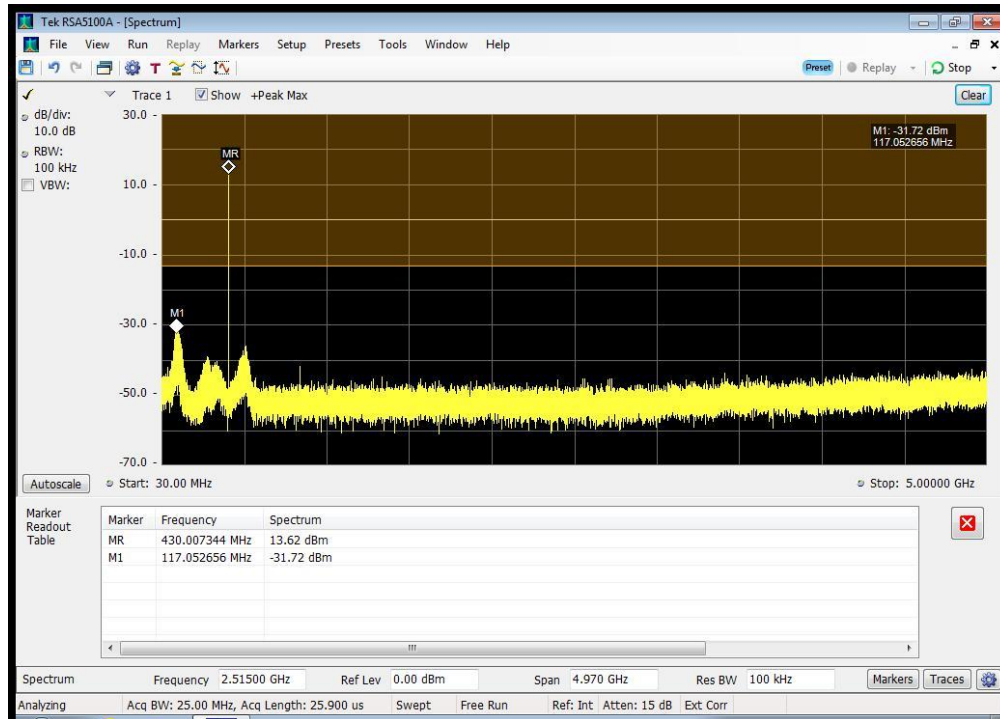 Tek RSA5100A - [Spectrum]
File View Run Replay Markers Setup Presets Tools Window Help
T Preset Replay Stop
Trace 1 Show +Peak Max Clear
dB/div:
10.0 dB
RBW:
100 kHz
VBW:
30.0
10.0
-10.0
-30.0
-50.0
-70.0
M1: -31.72 dBm
117.052656 MHz
MR
M1
Autoscale Start: 30.00 MHz Stop: 5.00000 GHz
Marker
Readout
Table
Marker Frequency Spectrum
MR 430.007344 MHz 13.62 dBm
M1 117.052656 MHz -31.72 dBm
Spectrum Frequency 2.51500 GHz Ref Lev 0.00 dBm Span 4.970 GHz Res BW 100 kHz Markers Traces
Analyzing Acq BW: 25.00 MHz, Acq Length: 25.900 us Swept Free Run Ref: Int Atten: 15 dB Ext Corr